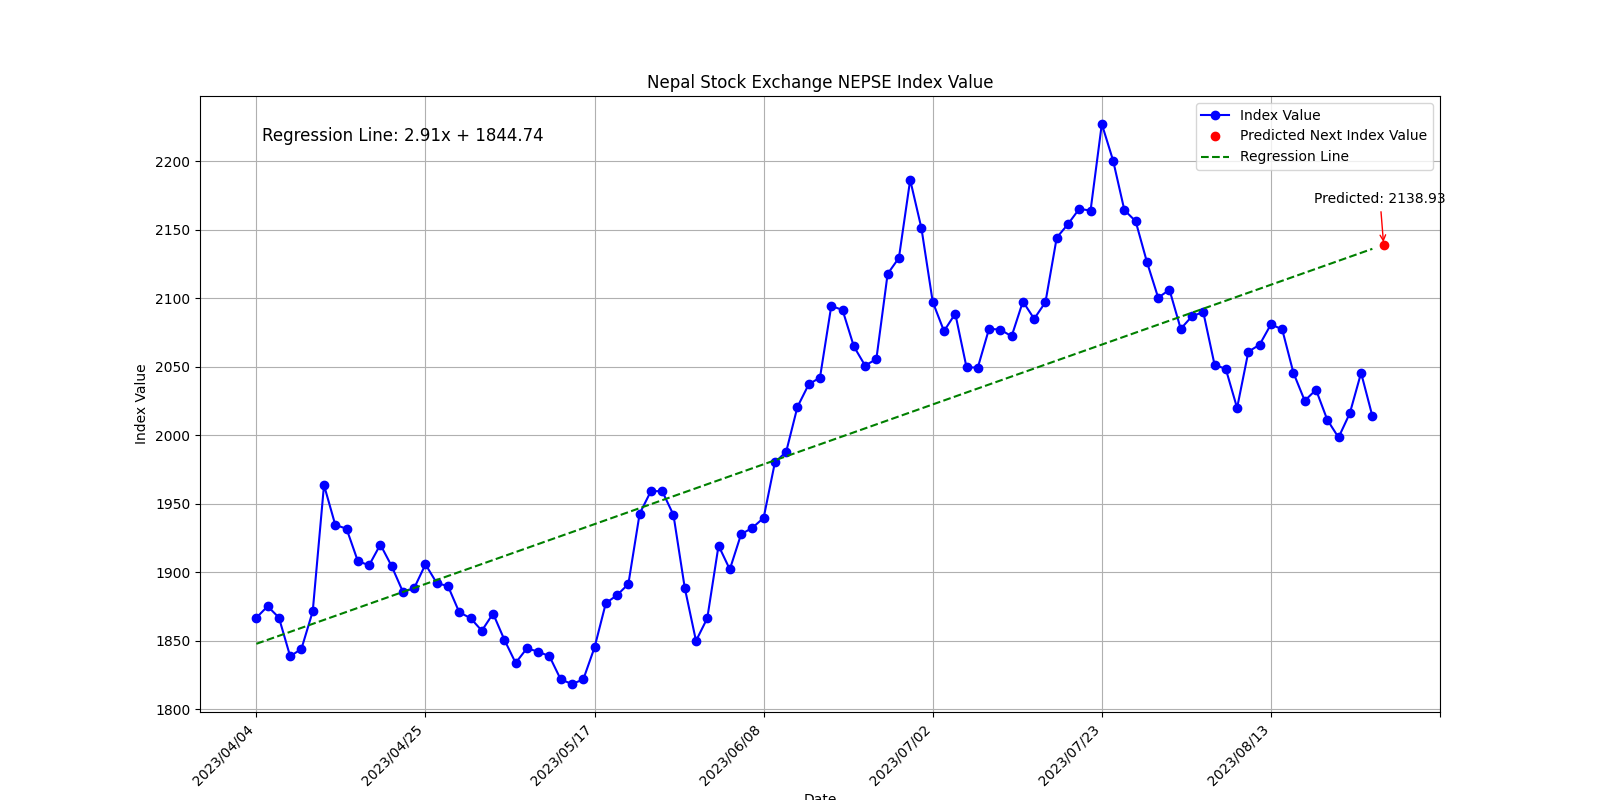 Nepal Stock Exchange NEPSE Index Value
Regression Line: 2.91x + 1844.74
Index Value
Predicted Next Index Value
Regression Line
Predicted: 2138.93
2200
2150
2100
2050
2000
1950
1900
1850
1800
Index Value
2023/04/04
2023/04/25
2023/05/17
2023/06/08
2023/07/02
2023/07/23
2023/08/13
Date